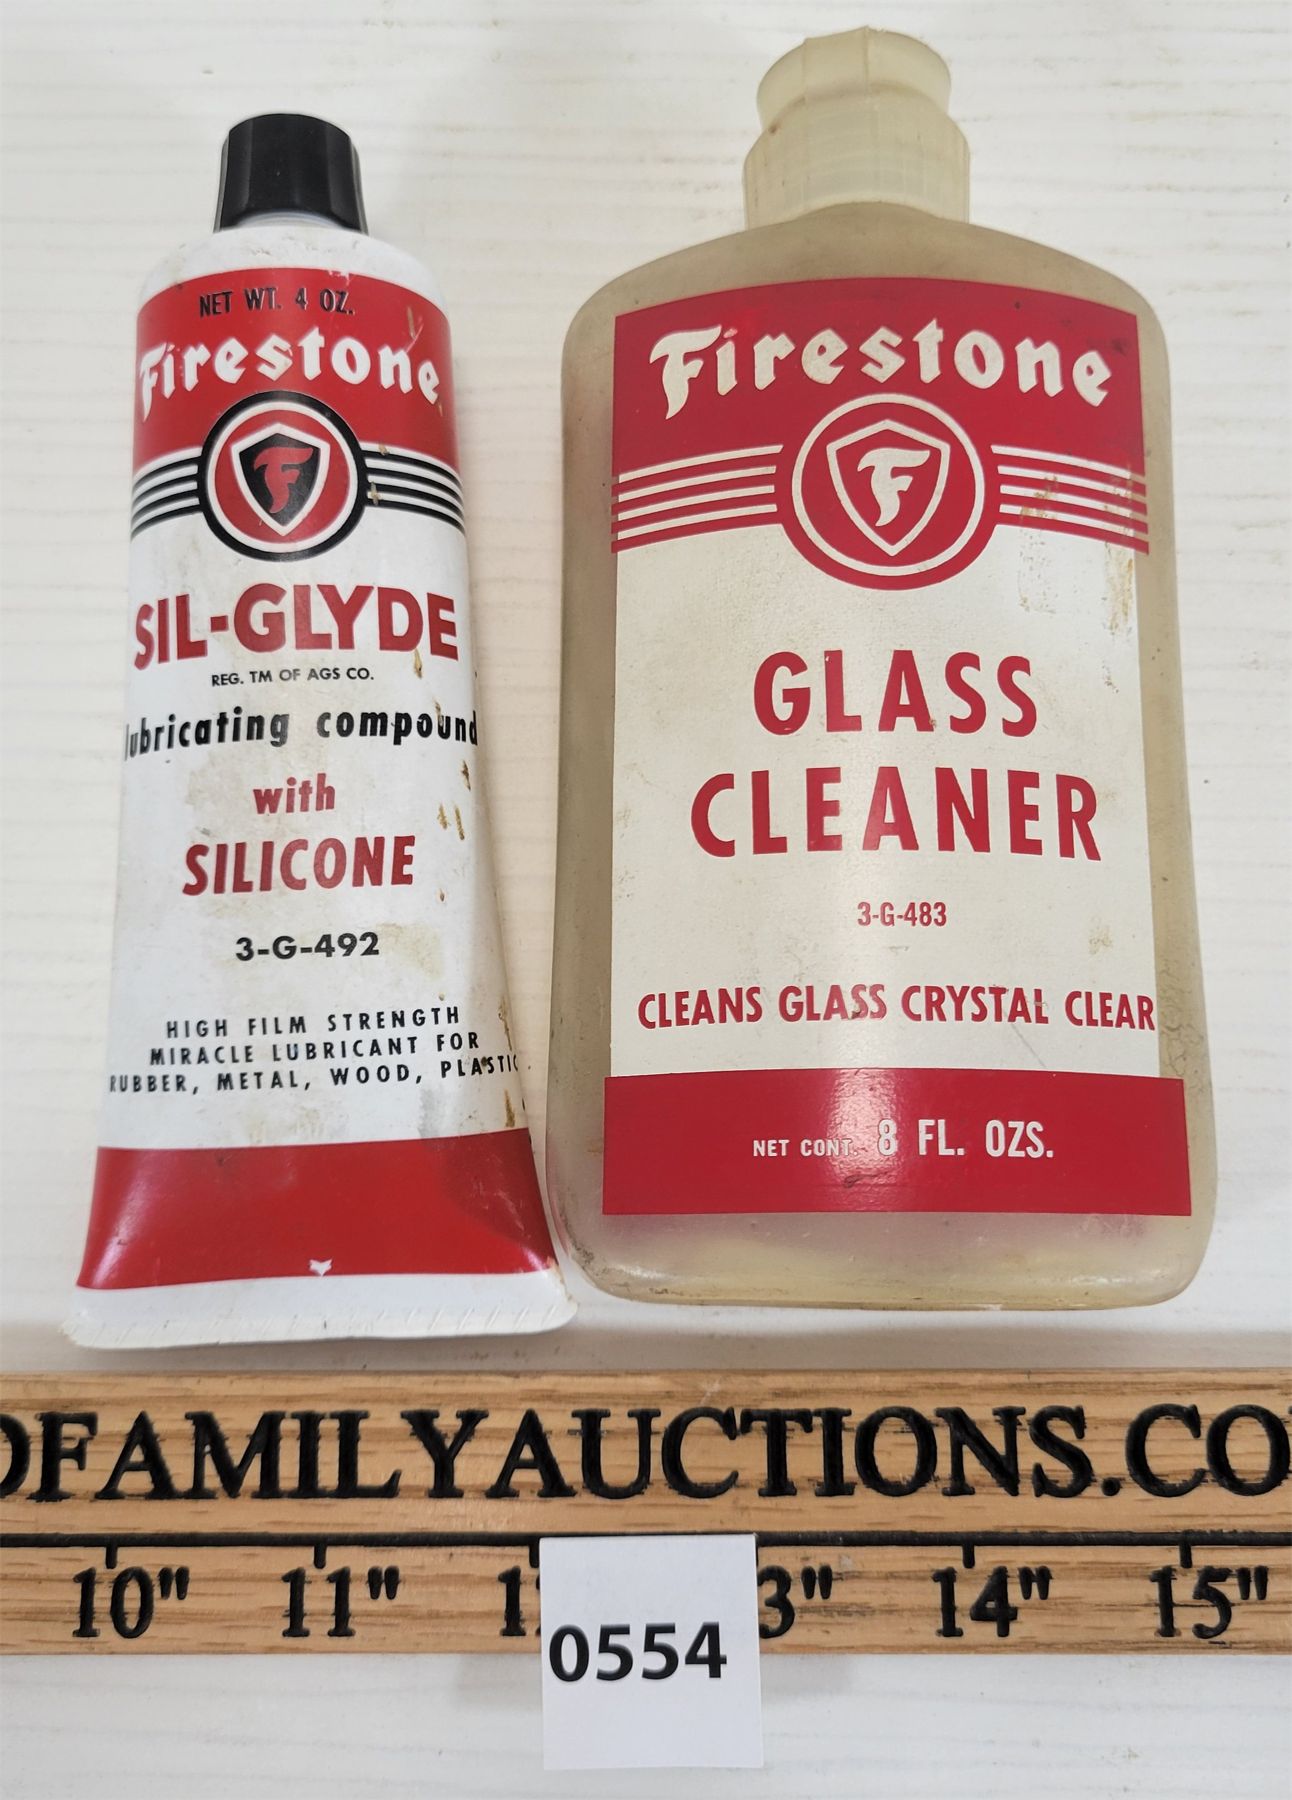 NET WT. 4 OZ.
Firestone
F
SIL-GLYDE
REG. TM OF AGS CO.
lubricating compound
with
SILICONE
3-G-492
HIGH FILM STRENGTH
MIRACLE LUBRICANT FOR
RUBBER, METAL, WOOD, PLASTIC
Firestone
F
GLASS
CLEANER
3-G-483
CLEANS GLASS CRYSTAL CLEAR
NET CONT. 8 FL. OZS.
FAMILYAUCTIONS.CO
10" 11" 3" 14" 15"
0554